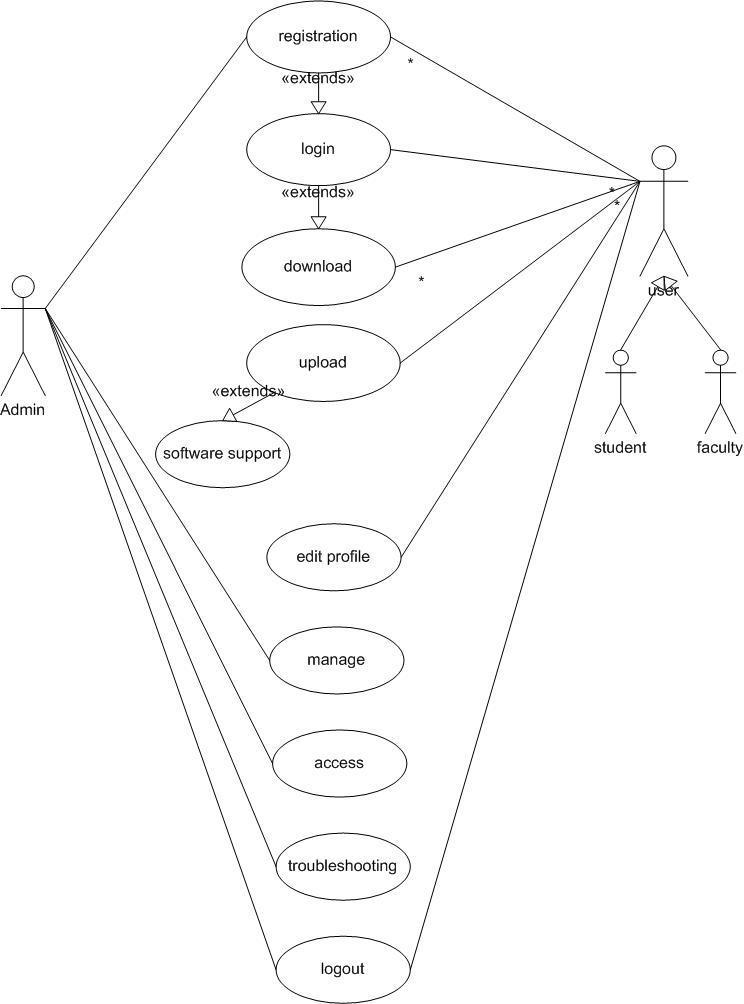 registration
*
«extends»
login
«extends»
*
*
download
*
user
upload
«extends»
Admin
software support
student
faculty
edit profile
manage
access
troubleshooting
logout